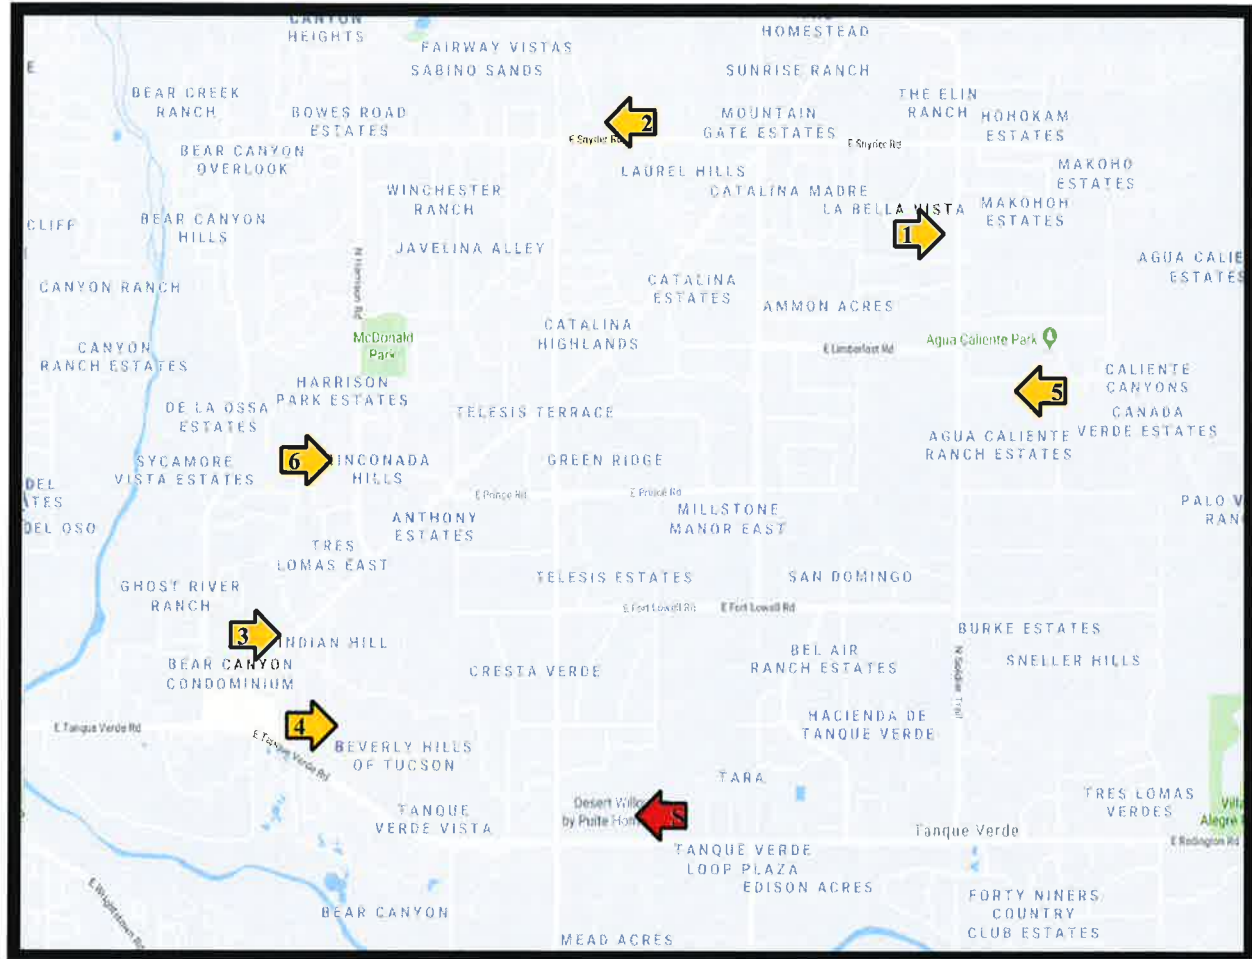 CANYON
HEIGHTS
HOMESTEAD
FAIRWAY VISTAS
SABINO SANDS
SUNRISE RANCH
E
BEAR CREEK
RANCH
BOWES ROAD
ESTATES
2
MOUNTAIN
GATE ESTATES
THE ELIN
RANCH
HOHOKAM
ESTATES
E Snyder Rd
E Snyder Rd
BEAR CANYON
OVERLOOK
LAUREL HILLS
MAKOHO
ESTATES
WINCHESTER
RANCH
CATALINA MADRE
LA BELLA VISTA
MAKOHOH
ESTATES
CLIFF
BEAR CANYON
HILLS
1
JAVELINA ALLEY
AGUA CALIE
ESTATES
N Harrison Rd
CANYON RANCH
CATALINA
ESTATES
AMMON ACRES
CATALINA
HIGHLANDS
McDonald
Park
Agua Caliente Park
E Limberlost Rd
CANYON
RANCH ESTATES
CALIENTE
CANYONS
HARRISON
PARK ESTATES
5
DE LA OSSA
ESTATES
TELESIS TERRACE
CANADA
VERDE ESTATES
AGUA CALIENTE
RANCH ESTATES
SYCAMORE
VISTA ESTATES
6
INCONADA
HILLS
GREEN RIDGE
DEL
ATES
DEL OSO
E Prince Rd
E Prince Rd
PALO V
RAN
MILLSTONE
MANOR EAST
ANTHONY
ESTATES
TRES
LOMAS EAST
GHOST RIVER
RANCH
TELESIS ESTATES
SAN DOMINGO
E Fort Lowell Rd
E Fort Lowell Rd
3
INDIAN HILL
BURKE ESTATES
BEAR CANYON
CONDOMINIUM
CRESTA VERDE
BEL AIR
RANCH ESTATES
SNELLER HILLS
N Soldier Trail
E Tanque Verde Rd
4
E Tanque Verde Rd
BEVERLY HILLS
OF TUCSON
HACIENDA DE
TANQUE VERDE
TARA
TANQUE
VERDE VISTA
Desert Willo
by Pulte Hom
S
TRES LOMAS
VERDES
Alegre
Tanque Verde
E Redington Rd
TANQUE VERDE
LOOP PLAZA
EDISON ACRES
E Wrightstown Rd
BEAR CANYON
FORTY NINERS
COUNTRY
CLUB ESTATES
MEAD ACRES